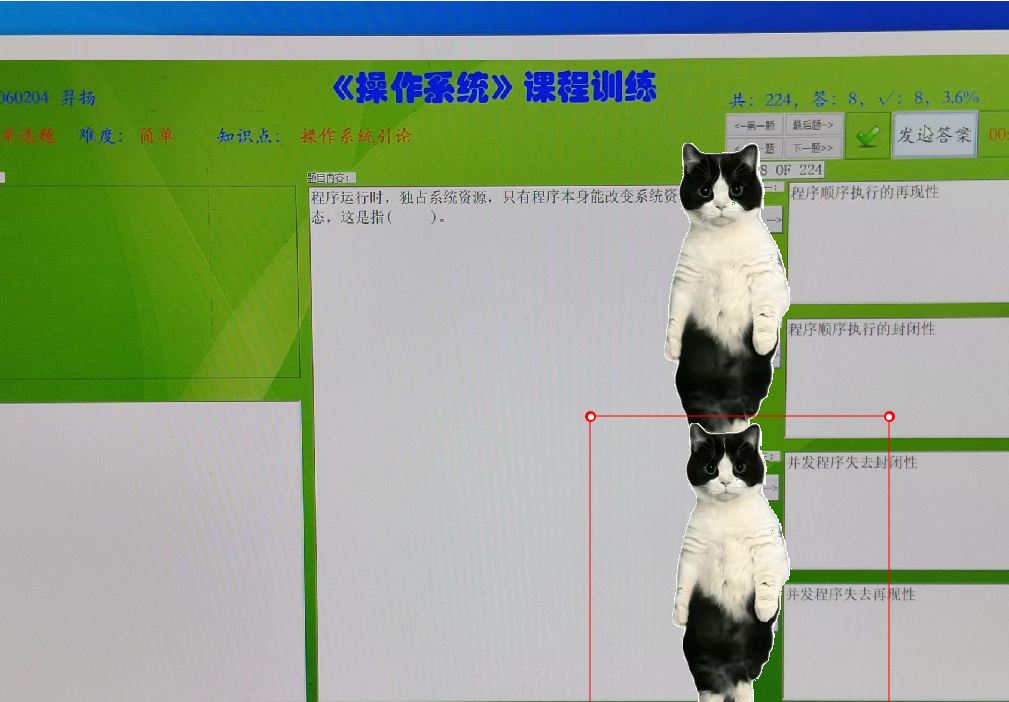 《操作系统》课程训练
060204 羿扬
共: 224, 答: 8, √: 8, 3.6%
单选题 难度: 简单 知识点: 操作系统引论
<-第一题 最后题->
下一题>>
发送答案
00:
8 OF 224
题目内容:
程序运行时，独占系统资源，只有程序本身能改变系统资
态，这是指( )。
程序顺序执行的再现性
程序顺序执行的封闭性
并发程序失去封闭性
并发程序失去再现性